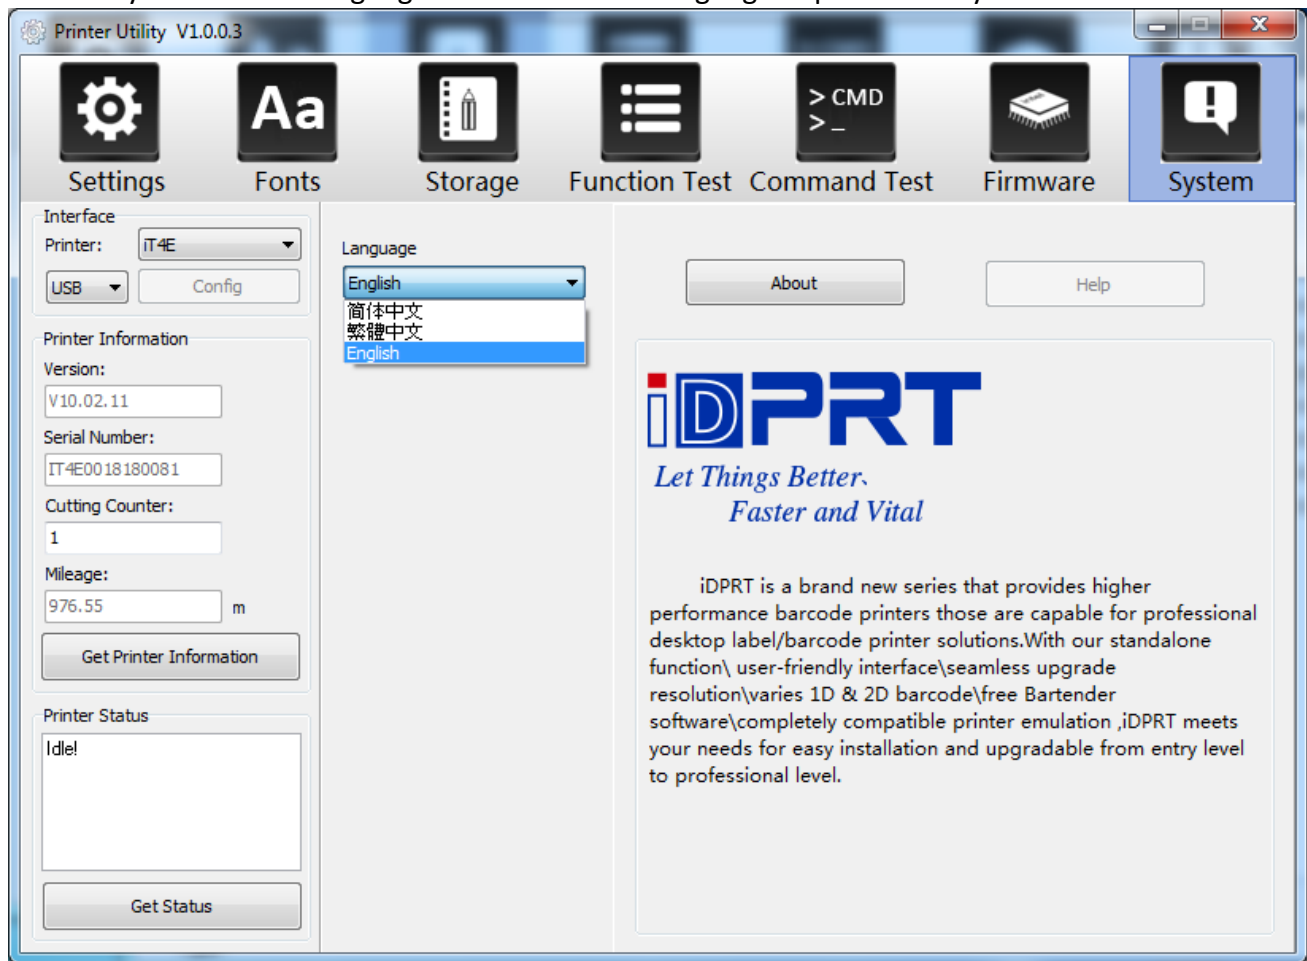 Printer Utility V1.0.0.3
Aa
> CMD
> _
Settings
Fonts
Storage
Function Test
Command Test
Firmware
System
Interface
Printer:
iT4E
USB
Config
Printer Information
Version:
V10.02.11
Serial Number:
IT4E0018180081
Cutting Counter:
1
Mileage:
976.55 m
Get Printer Information
Printer Status
Idle!
Get Status
Language
English
简体中文
繁體中文
English
About
Help
iDPRT
Let Things Better、
Faster and Vital
iDPRT is a brand new series that provides higher
performance barcode printers those are capable for professional
desktop label/barcode printer solutions.With our standalone
function\ user-friendly interface\seamless upgrade
resolution\varies 1D & 2D barcode\free Bartender
software\completely compatible printer emulation ,iDPRT meets
your needs for easy installation and upgradable from entry level
to professional level.